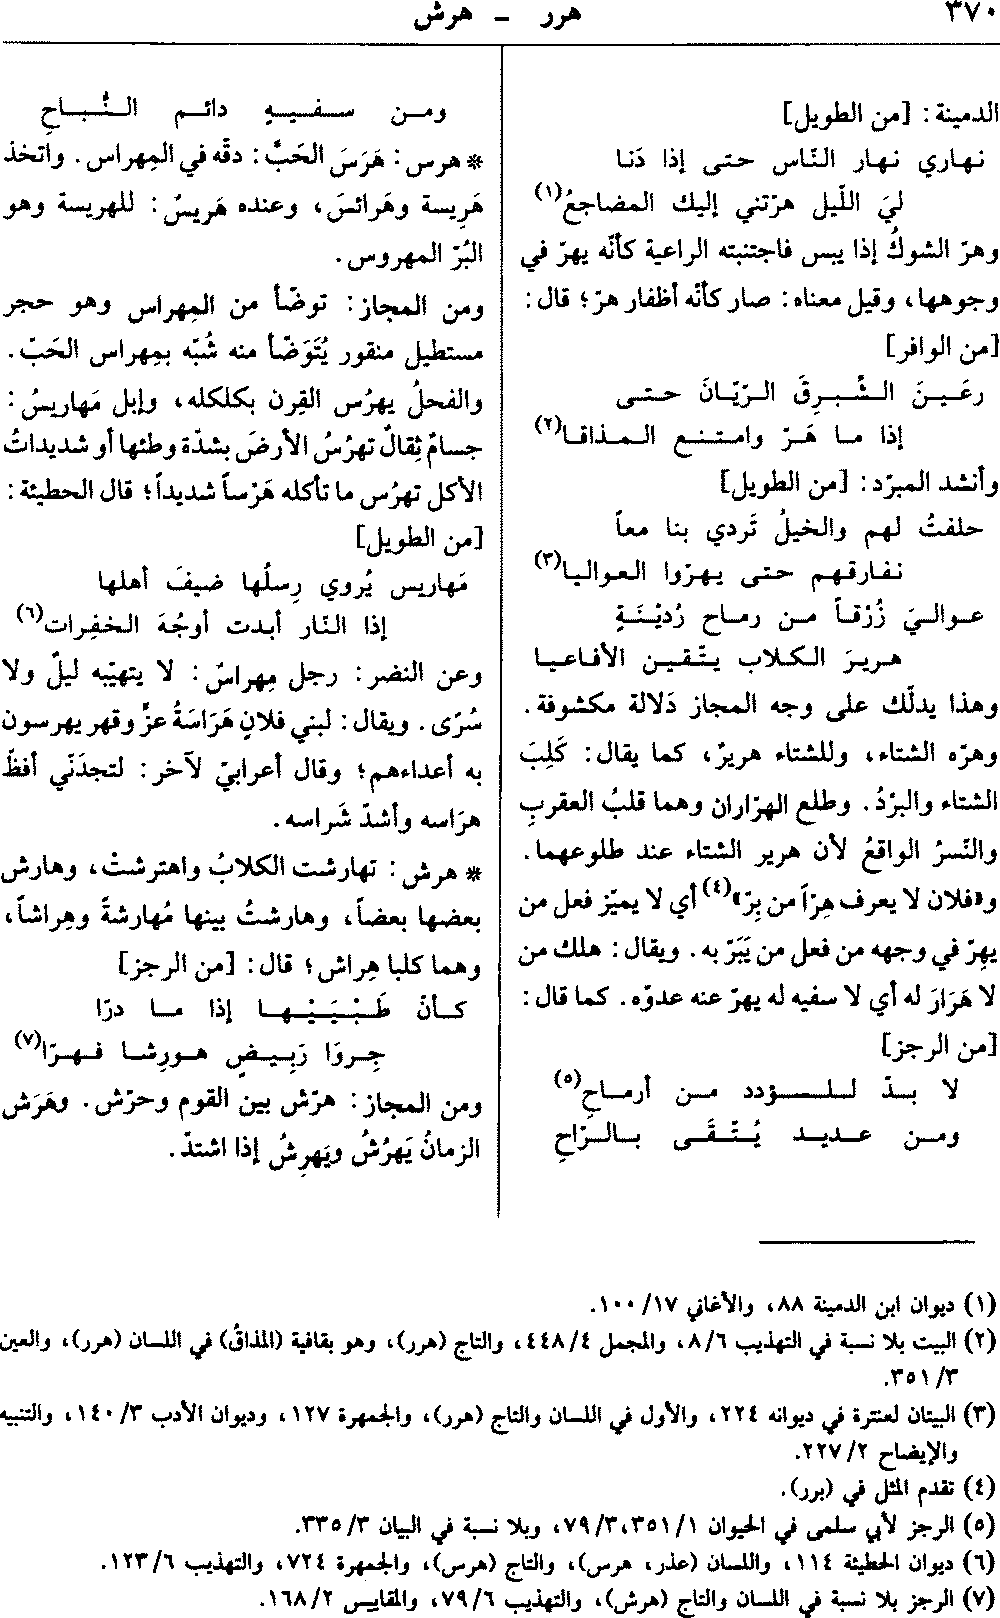 ٣٧٠
هرر - هرش
الدمينة: [من الطويل]
نهاري نهار النّاس حتى إذا دَنا
ليَ اللّيل هزّتني إليك المضاجعُ(١)
وهرّ الشوكُ إذا يبس فاجتنبته الراعية كأنّه يهرّ في
وجوهها، وقيل معناه: صار كأنّه أظفار هرّ؛ قال:
[من الوافر]
رعَينَ الشِّبرِقَ الرّيّانَ حتى
إذا ما هَرّ وامتنع المذاقا(٢)
وأنشد المبرّد: [من الطويل]
حلفتُ لهم والخيلُ تَردي بنا معاً
نفارقهم حتى يهرّوا العواليا(٣)
عواليَ زُرْقاً من رماح رُدَيْنَةٍ
هريرَ الكلاب يتّقين الأفاعيا
وهذا يدلّك على وجه المجاز دَلالة مكشوفة.
وهرّه الشتاء، وللشتاء هريرٌ، كما يقال: كَلِبَ
الشتاء والبرْدُ. وطلع الهرّاران وهما قلبُ العقربِ
والنّسرُ الواقعُ لأن هرير الشتاء عند طلوعهما.
و«فلان لا يعرف هِرّاً من بِرّ»(٤) أي لا يميّز فعل من
يهِرّ في وجهه من فعل من يَبَرّ به. ويقال: هلك من
لا هَرَارَ له أي لا سفيه له يهرّ عنه عدوّه. كما قال:
[من الرجز]
لا بدّ للسؤدد من أرماحِ(٥)
ومن عديد يُتّقَى بالرّاحِ
ومن سفيهٍ دائم النُّباحِ
* هرس: هَرَسَ الحَبَّ: دقّه في المِهراس. واتخذ
هَرِيسة وهَرائسَ، وعنده هَريسٌ: للهريسة وهو
البُرّ المهروس.
ومن المجاز: توضّأ من المِهراس وهو حجر
مستطيل منقور يُتَوَضّأ منه شُبّه بمِهراس الحَبّ.
والفحلُ يهرُس القِرن بكلكله، وإبل مَهاريسُ:
جسامٌ ثِقالٌ تهرُسُ الأرضَ بشدّة وطئها أو شديداتُ
الأكل تهرُس ما تأكله هَرْساً شديداً؛ قال الحطيئة:
[من الطويل]
مَهاريس يُروي رِسلُها ضيفَ أهلها
إذا النّار أبدت أوجُهَ الخفِرات(٦)
وعن النضر: رجل مِهراسٌ: لا يتهيّبه ليلٌ ولا
سُرًى. ويقال: لبني فلانٍ هَرَاسَةُ عزٍّ وقهر يهرسون
به أعداءهم؛ وقال أعرابيّ لآخر: لتجدَنّي أفظّ
هرَاسه وأشدّ شَراسه.
* هرش: تهارشت الكلابُ واهترشتْ، وهارش
بعضها بعضاً، وهارشتُ بينها مُهارشةً وهِراشاً،
وهما كلبا هِراش؛ قال: [من الرجز]
كأنّ طَبْيَيْها إذا ما درّا
جِروَا رَبِيضٍ هورِشا فهرّا(٧)
ومن المجاز: هرّش بين القوم وحرّش. وهَرَش
الزمانُ يَهرُشُ ويَهرِشُ إذا اشتدّ.
(١) ديوان ابن الدمينة ٨٨، والأغاني ١٧/ ١٠٠.
(٢) البيت بلا نسبة في التهذيب ٦/ ٨، والمجمل ٤/ ٤٤٨، والتاج (هرر)، وهو بقافية (المذاقُ) في اللسان (هرر)، والعين
٣/ ٣٥١.
(٣) البيتان لعنترة في ديوانه ٢٢٤، والأول في اللسان والتاج (هرر)، والجمهرة ١٢٧، وديوان الأدب ٣/ ١٤٠، والتنبيه
والإيضاح ٢/ ٢٢٧.
(٤) تقدم المثل في (برر).
(٥) الرجز لأبي سلمى في الحيوان ١/ ٣٥١،٣/ ٧٩، وبلا نسبة في البيان ٣/ ٣٣٥.
(٦) ديوان الحطيئة ١١٤، واللسان (عذر، هرس)، والتاج (هرس)، والجمهرة ٧٢٤، والتهذيب ٦/ ١٢٣.
(٧) الرجز بلا نسبة في اللسان والتاج (هرش)، والتهذيب ٦/ ٧٩، والمقاييس ٢/ ١٦٨.